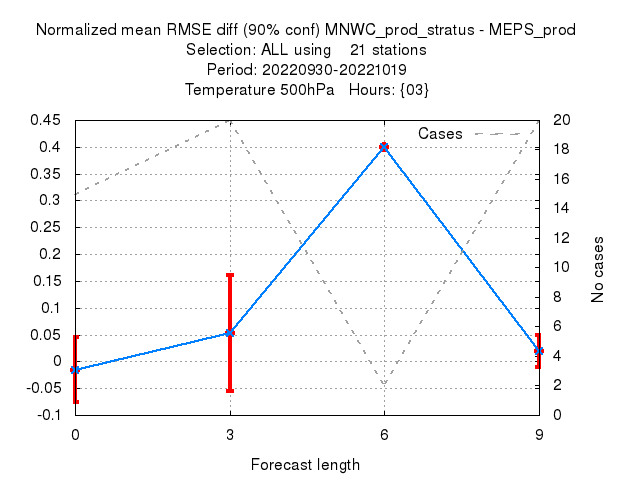 Normalized mean RMSE diff (90% conf) MNWC_prod_stratus - MEPS_prod
Selection: ALL using    21 stations
Period: 20220930-20221019
Temperature 500hPa   Hours: {03}
Cases
0.45
0.4
0.35
0.3
0.25
0.2
0.15
0.1
0.05
0
-0.05
-0.1
20
18
16
14
12
10
8
6
4
2
0
No cases
0 3 6 9
Forecast length